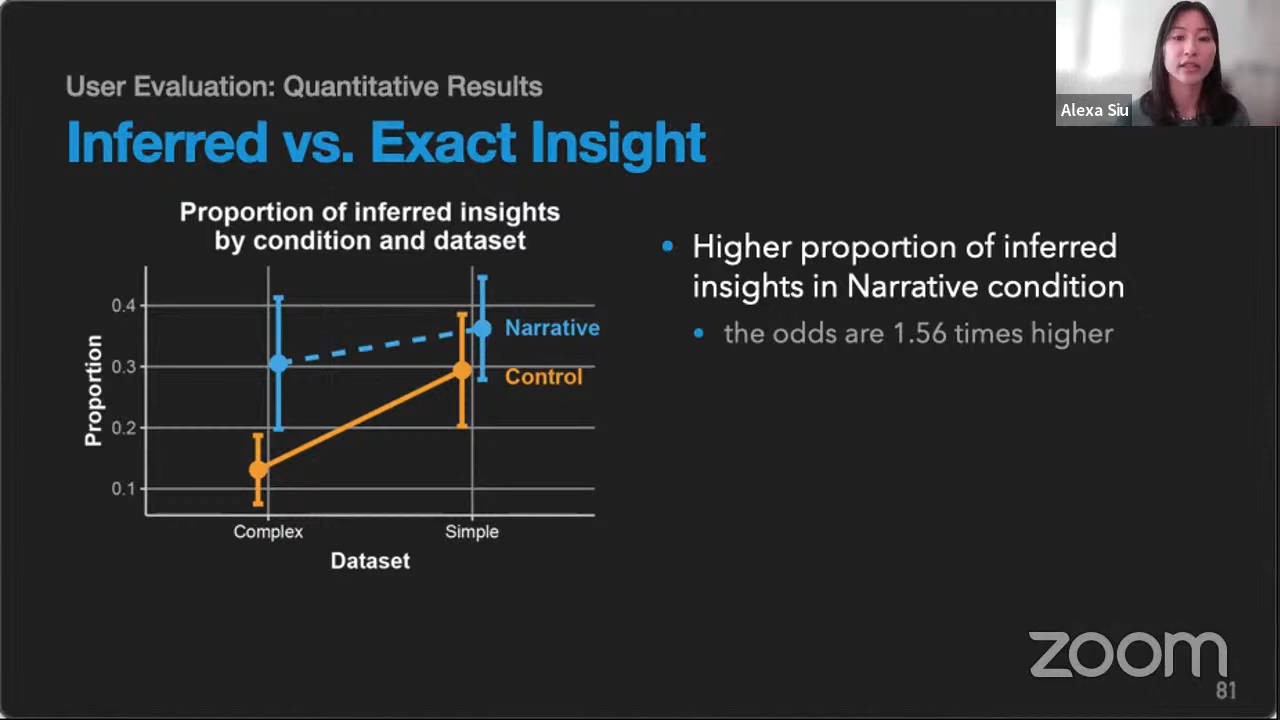 User Evaluation: Quantitative Results
Inferred vs. Exact Insight
Alexa Siu
Proportion of inferred insights
by condition and dataset
Proportion
0.4
0.3
0.2
0.1
Narrative
Control
Complex
Simple
Dataset
Higher proportion of inferred
insights in Narrative condition
the odds are 1.56 times higher
zoom
81